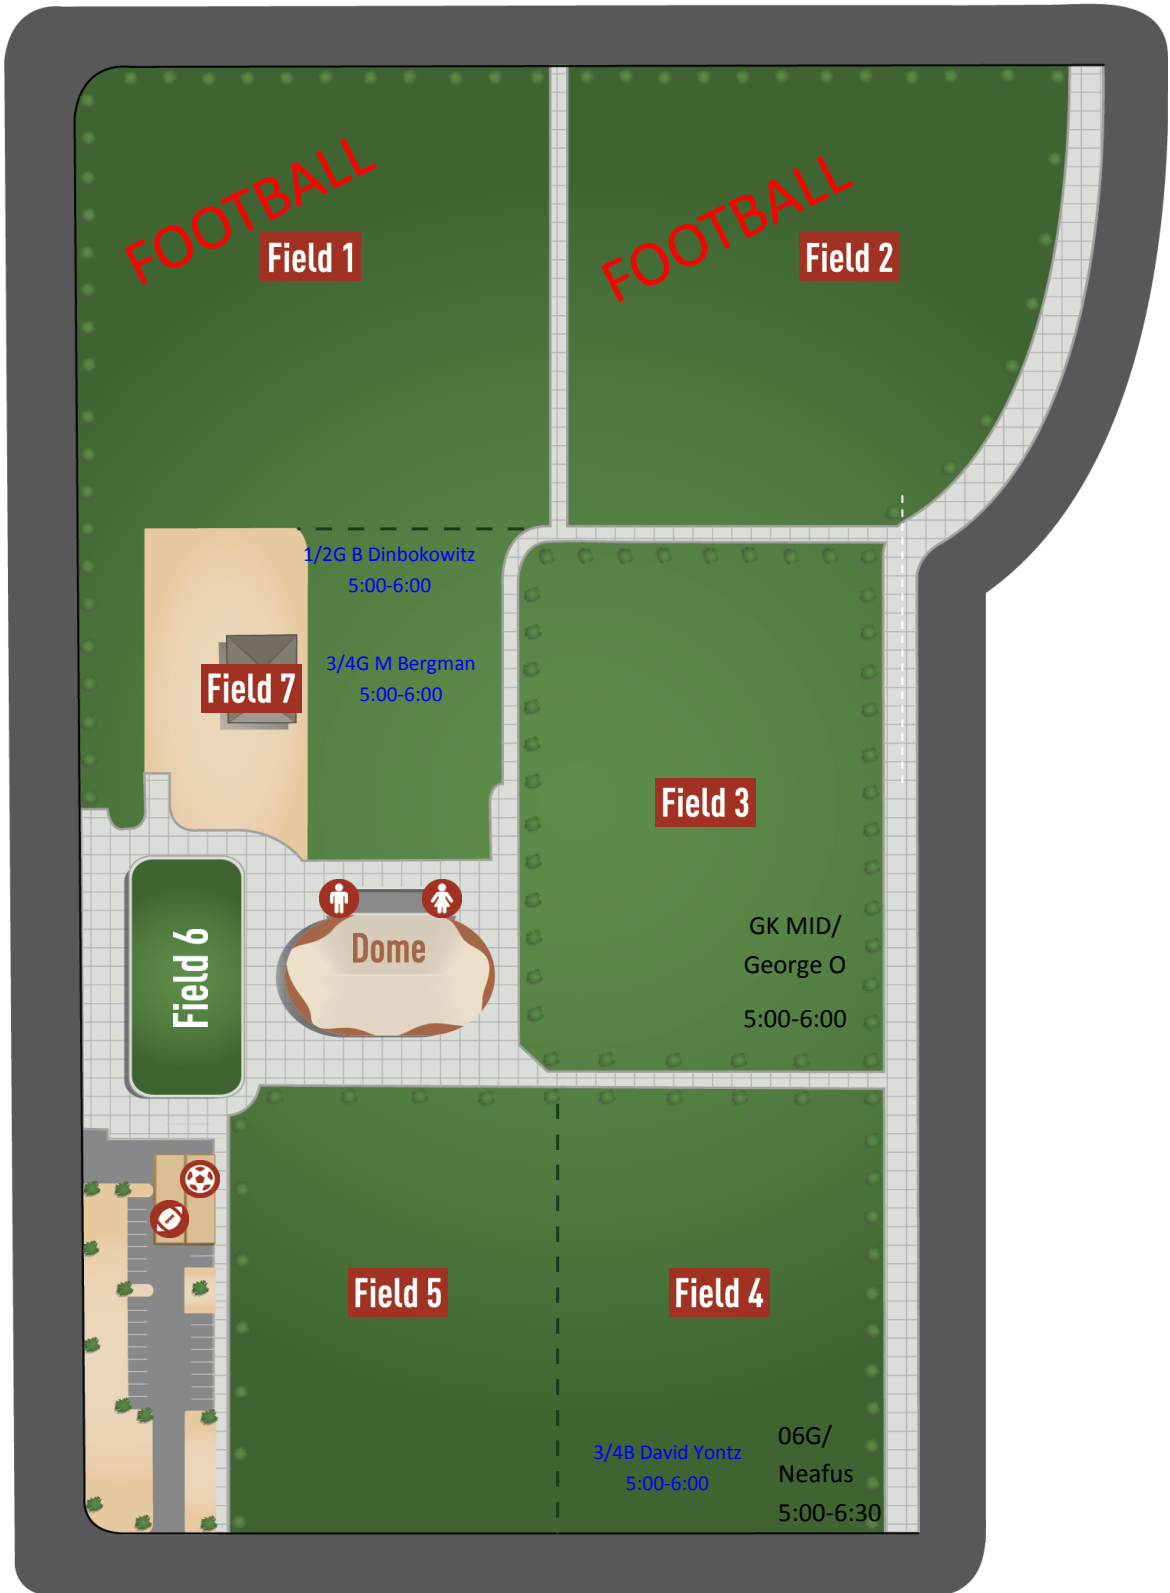 FOOTBALL
Field 1
FOOTBALL
Field 2
1/2G B Dinbokowitz
5:00-6:00
3/4G M Bergman
5:00-6:00
Field 7
Field 3
GK MID/
George O
5:00-6:00
Dome
Field 6
Field 5
Field 4
3/4B David Yontz
5:00-6:00
06G/
Neafus
5:00-6:30